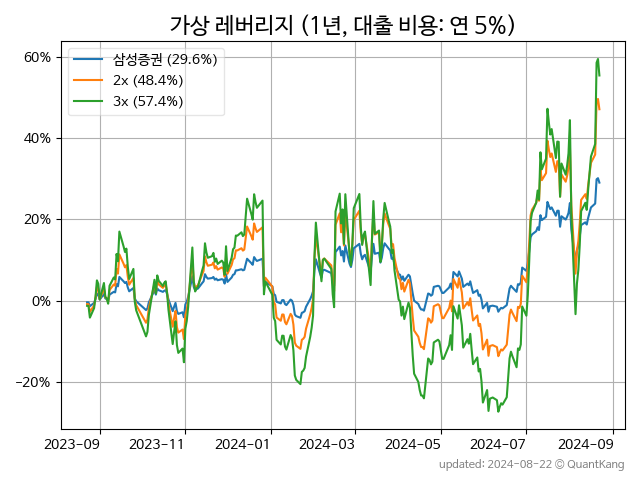 가상 레버리지 (1년, 대출 비용: 연 5%)
삼성증권 (29.6%)
2x (48.4%)
3x (57.4%)
60%
40%
20%
0%
−20%
2023-09 2023-11 2024-01 2024-03 2024-05 2024-07 2024-09
updated: 2024-08-22 © QuantKang